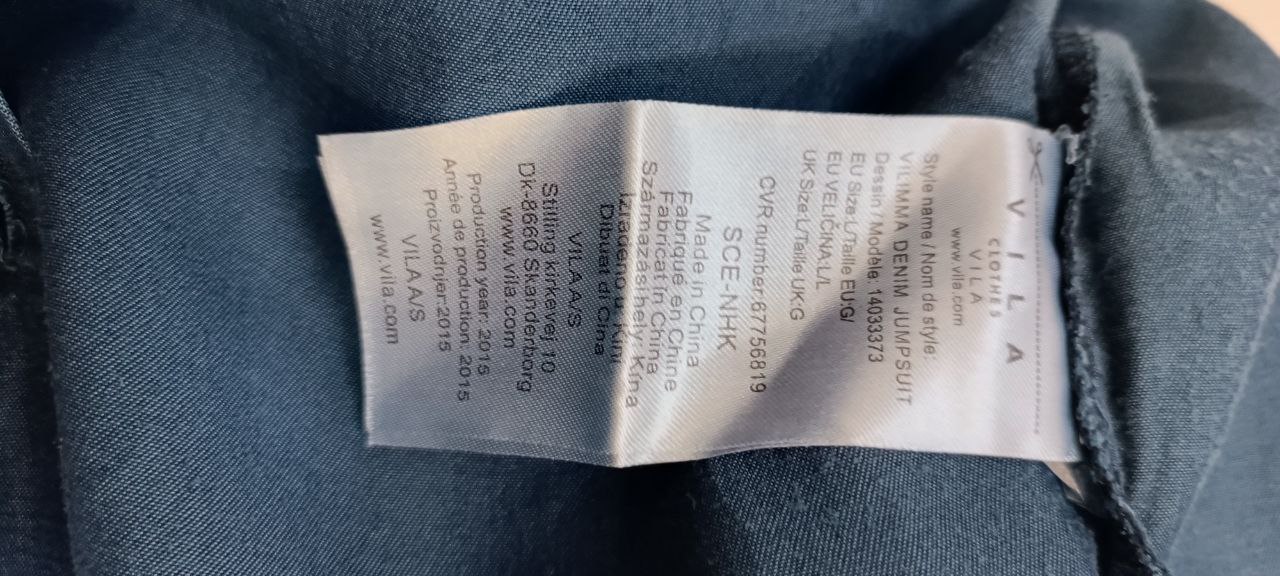 VILA
CLOTHES
VILA
www.vila.com
Style name / Nom de style:
VILIMMA DENIM JUMPSUIT
Dessin / Modèle: 14033373
EU Size:L/Taille EU:G/
EU VELIČINA:L/L
UK Size:L/Taille UK:G
CVR number:67756819
SCE-NHK
Made in China
Fabriqué en Chine
Fabricat în China
Származási hely: Kína
Izrađeno u : Kini
Dibuat di Cina
VILA A/S
Stilling kirkevej 10
Dk-8660 Skanderborg
www.vila.com
Production year: 2015
Année de production: 2015
Proizvodnjer:2015
VILA A/S
www.vila.com